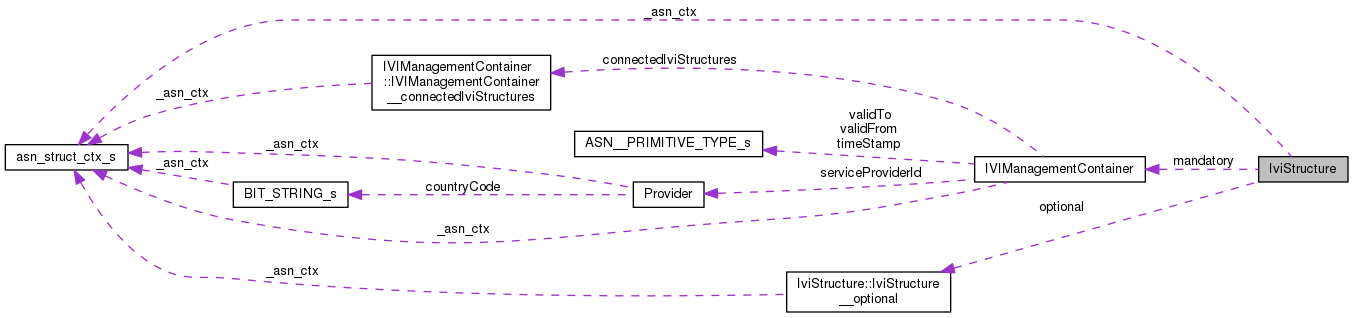 _asn_ctx
IVIManagementContainer
::IVIManagementContainer
__connectedIviStructures
connectedIviStructures
_asn_ctx
validTo
validFrom
timeStamp
ASN__PRIMITIVE_TYPE_s
_asn_ctx
asn_struct_ctx_s
_asn_ctx
mandatory
IVIManagementContainer
IviStructure
serviceProviderId
countryCode
BIT_STRING_s
Provider
optional
_asn_ctx
_asn_ctx
IviStructure::IviStructure
__optional